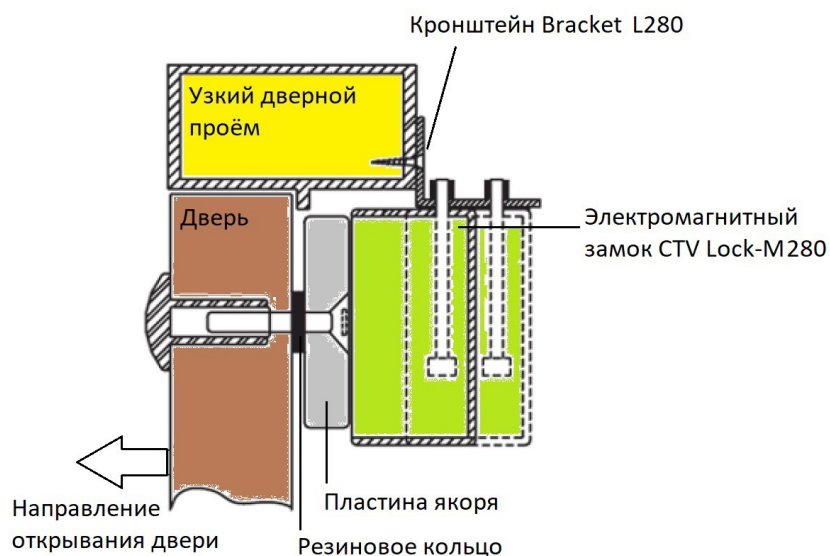 Кронштейн Bracket L280
Узкий дверной
проём
Дверь
Электромагнитный
замок CTV Lock-M280
Пластина якоря
Направление
открывания двери
Резиновое кольцо